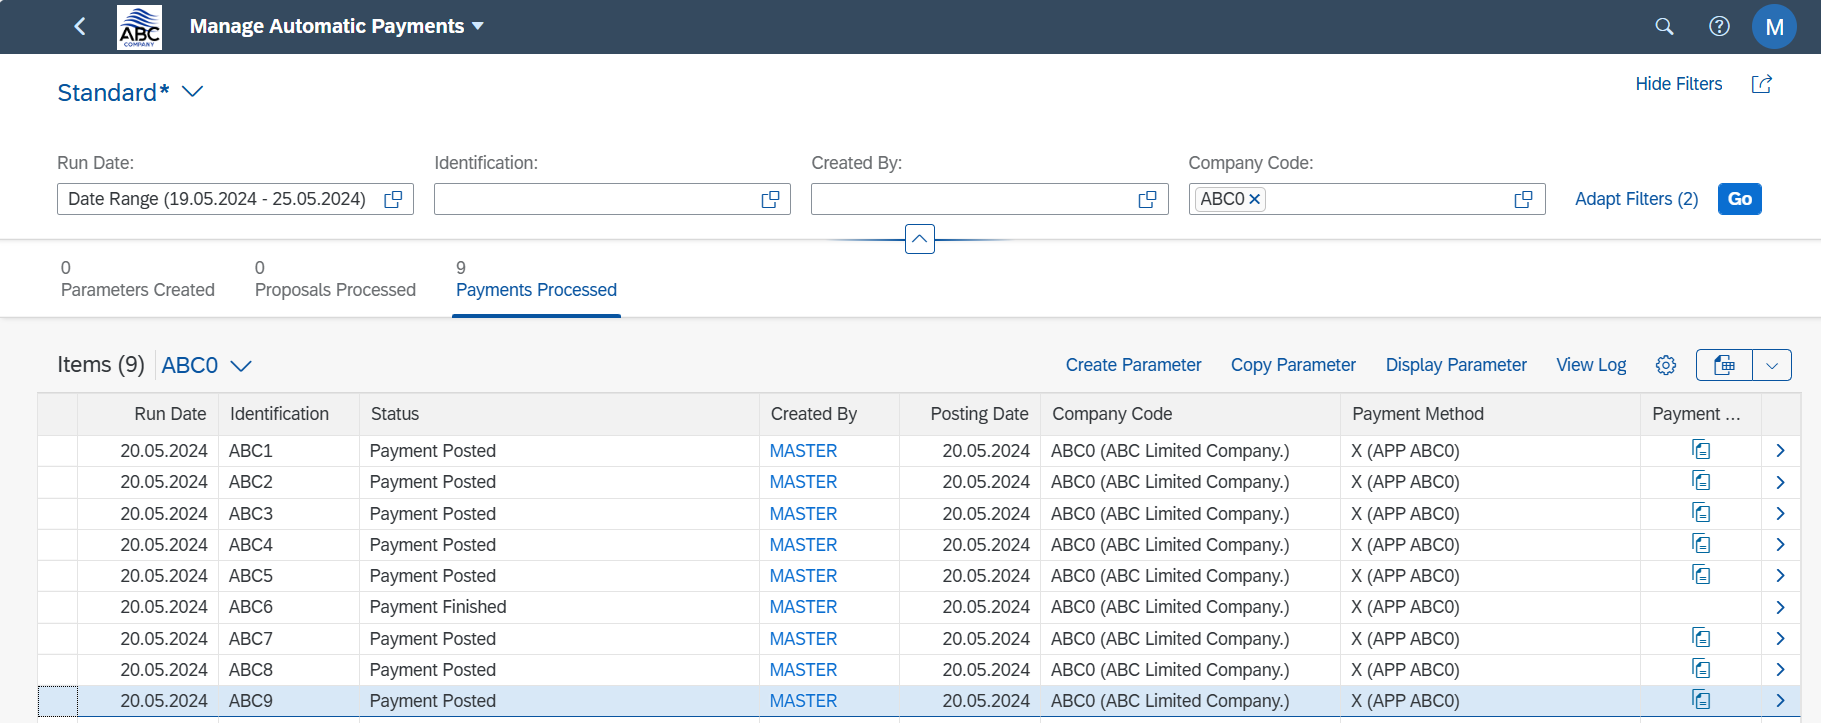 ABC COMPANY Manage Automatic Payments M
Standard* Hide Filters
Run Date: Identification: Created By: Company Code:
Date Range (19.05.2024 - 25.05.2024) ABC0 Adapt Filters (2) Go
0 0 9
Parameters Created Proposals Processed Payments Processed
Items (9) ABC0 Create Parameter Copy Parameter Display Parameter View Log
Run Date Identification Status Created By Posting Date Company Code Payment Method Payment ...
20.05.2024 ABC1 Payment Posted MASTER 20.05.2024 ABC0 (ABC Limited Company.) X (APP ABC0)
20.05.2024 ABC2 Payment Posted MASTER 20.05.2024 ABC0 (ABC Limited Company.) X (APP ABC0)
20.05.2024 ABC3 Payment Posted MASTER 20.05.2024 ABC0 (ABC Limited Company.) X (APP ABC0)
20.05.2024 ABC4 Payment Posted MASTER 20.05.2024 ABC0 (ABC Limited Company.) X (APP ABC0)
20.05.2024 ABC5 Payment Posted MASTER 20.05.2024 ABC0 (ABC Limited Company.) X (APP ABC0)
20.05.2024 ABC6 Payment Finished MASTER 20.05.2024 ABC0 (ABC Limited Company.) X (APP ABC0)
20.05.2024 ABC7 Payment Posted MASTER 20.05.2024 ABC0 (ABC Limited Company.) X (APP ABC0)
20.05.2024 ABC8 Payment Posted MASTER 20.05.2024 ABC0 (ABC Limited Company.) X (APP ABC0)
20.05.2024 ABC9 Payment Posted MASTER 20.05.2024 ABC0 (ABC Limited Company.) X (APP ABC0)